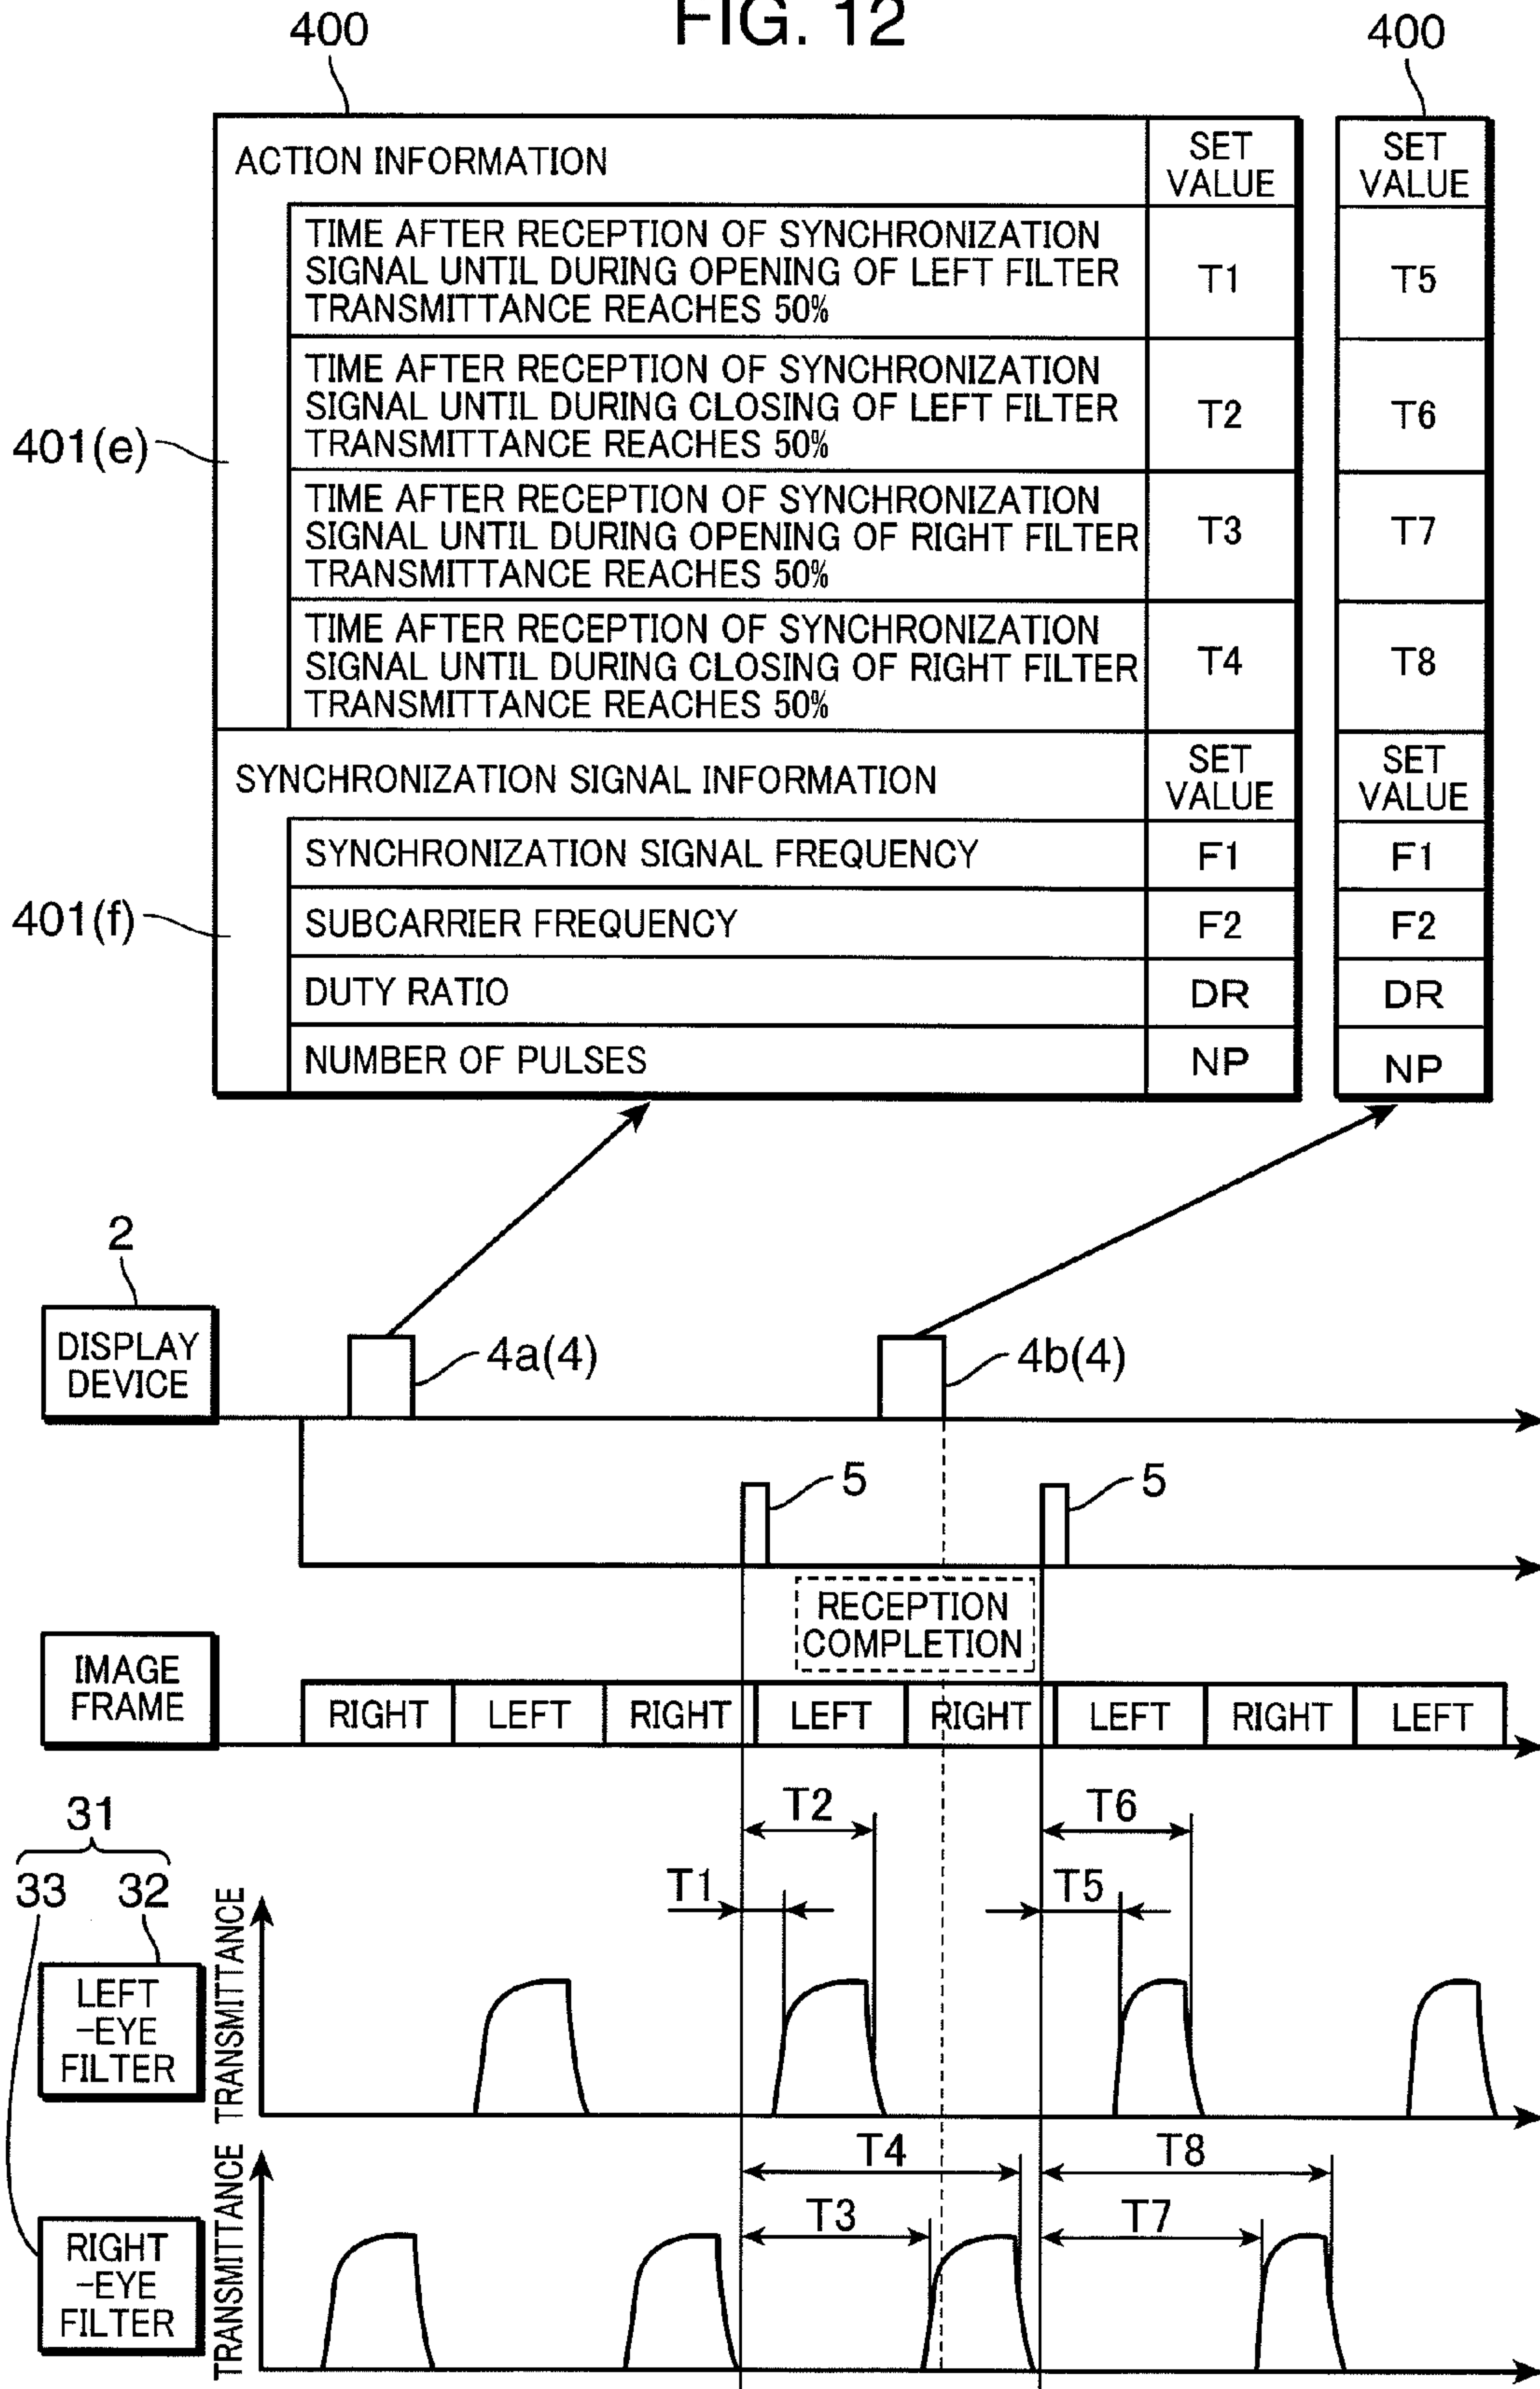 FIG. 12
400
400
ACTION INFORMATION
SET
VALUE
SET
VALUE
TIME AFTER RECEPTION OF SYNCHRONIZATION
SIGNAL UNTIL DURING OPENING OF LEFT FILTER
TRANSMITTANCE REACHES 50%
T1
T5
TIME AFTER RECEPTION OF SYNCHRONIZATION
SIGNAL UNTIL DURING CLOSING OF LEFT FILTER
TRANSMITTANCE REACHES 50%
T2
T6
401(e)
TIME AFTER RECEPTION OF SYNCHRONIZATION
SIGNAL UNTIL DURING OPENING OF RIGHT FILTER
TRANSMITTANCE REACHES 50%
T3
T7
TIME AFTER RECEPTION OF SYNCHRONIZATION
SIGNAL UNTIL DURING CLOSING OF RIGHT FILTER
TRANSMITTANCE REACHES 50%
T4
T8
SYNCHRONIZATION SIGNAL INFORMATION
SET
VALUE
SET
VALUE
SYNCHRONIZATION SIGNAL FREQUENCY
F1
F1
401(f)
SUBCARRIER FREQUENCY
F2
F2
DUTY RATIO
DR
DR
NUMBER OF PULSES
NP
NP
2
DISPLAY
DEVICE
4a(4)
4b(4)
5
5
RECEPTION
COMPLETION
IMAGE
FRAME
RIGHT
LEFT
RIGHT
LEFT
RIGHT
LEFT
RIGHT
LEFT
T2
T6
31
33
32
T1
T5
LEFT
-EYE
FILTER
TRANSMITTANCE
T4
T8
T3
T7
RIGHT
-EYE
FILTER
TRANSMITTANCE